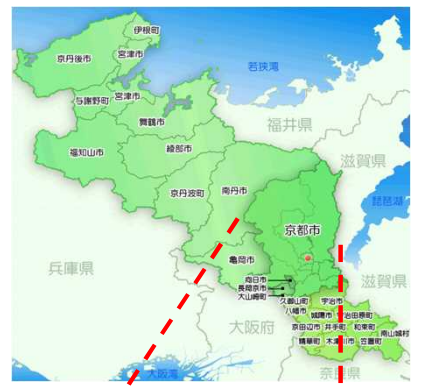 伊根町
京丹後市
宮津市
若狭湾
与謝野町
宮津市
舞鶴市
福井県
綾部市
福知山市
滋賀県
京丹波町
南丹市
琵琶湖
京都市
亀岡市
兵庫県
向日市
長岡京市
大山崎町
滋賀県
久御山町
宇治市
八幡市
城陽市
宇治田原町
大阪府
京田辺市
井手町
和束町
南山城村
精華町
木津川市
笠置町
大阪湾
奈良県